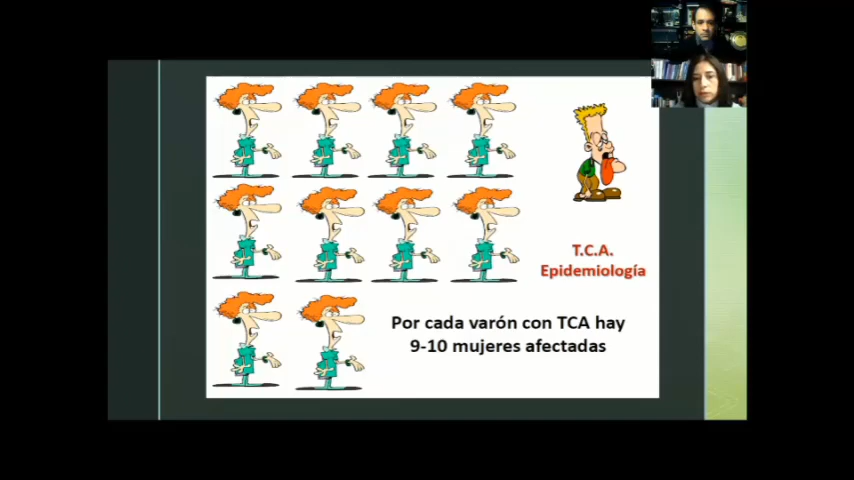 T.C.A.
Epidemiología
Por cada varón con TCA hay
9-10 mujeres afectadas